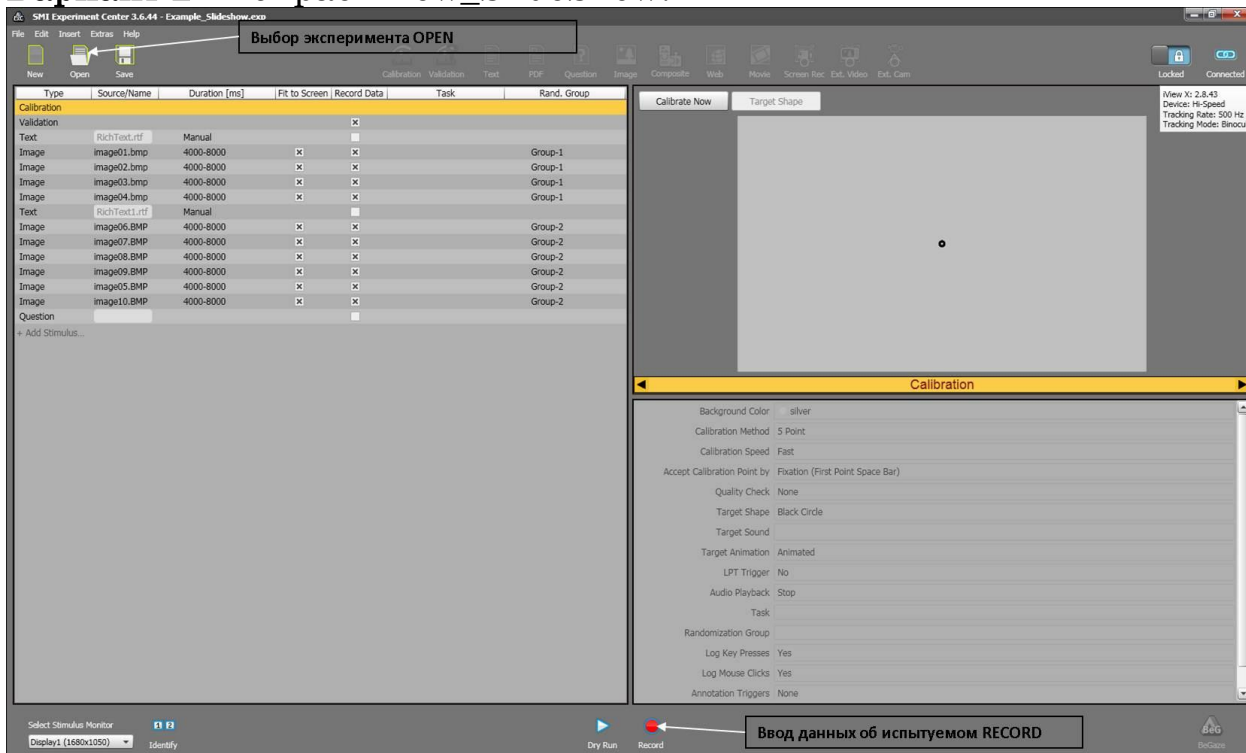 SMI Experiment Center 3.6.44 - Example_Slideshow.exp
File Edit Insert Extras Help
Выбор эксперимента OPEN
New Open Save Calibration Validation Text PDF Question Image Composite Web Movie Screen Rec Ext. Video Ext. Cam Locked Connected
iView X: 2.8.43
Device: Hi-Speed
Tracking Rate: 500 Hz
Tracking Mode: Binocu
Type Source/Name Duration [ms] Fit to Screen Record Data Task Rand. Group
Calibration
Validation
Text RichText.rtf Manual
Image image01.bmp 4000-8000 Group-1
Image image02.bmp 4000-8000 Group-1
Image image03.bmp 4000-8000 Group-1
Image image04.bmp 4000-8000 Group-1
Text RichText1.rtf Manual
Image image06.BMP 4000-8000 Group-2
Image image07.BMP 4000-8000 Group-2
Image image08.BMP 4000-8000 Group-2
Image image09.BMP 4000-8000 Group-2
Image image05.BMP 4000-8000 Group-2
Image image10.BMP 4000-8000 Group-2
Question
+ Add Stimulus...
Calibrate Now Target Shape
Calibration
Background Color silver
Calibration Method 5 Point
Calibration Speed Fast
Accept Calibration Point by Fixation (First Point Space Bar)
Quality Check None
Target Shape Black Circle
Target Sound
Target Animation Animated
LPT Trigger No
Audio Playback Stop
Task
Randomization Group
Log Key Presses Yes
Log Mouse Clicks Yes
Annotation Triggers None
Select Stimulus Monitor 1 2
Display1 (1680x1050) Identify
Dry Run Record
Ввод данных об испытуемом RECORD
BeG
BeGaze